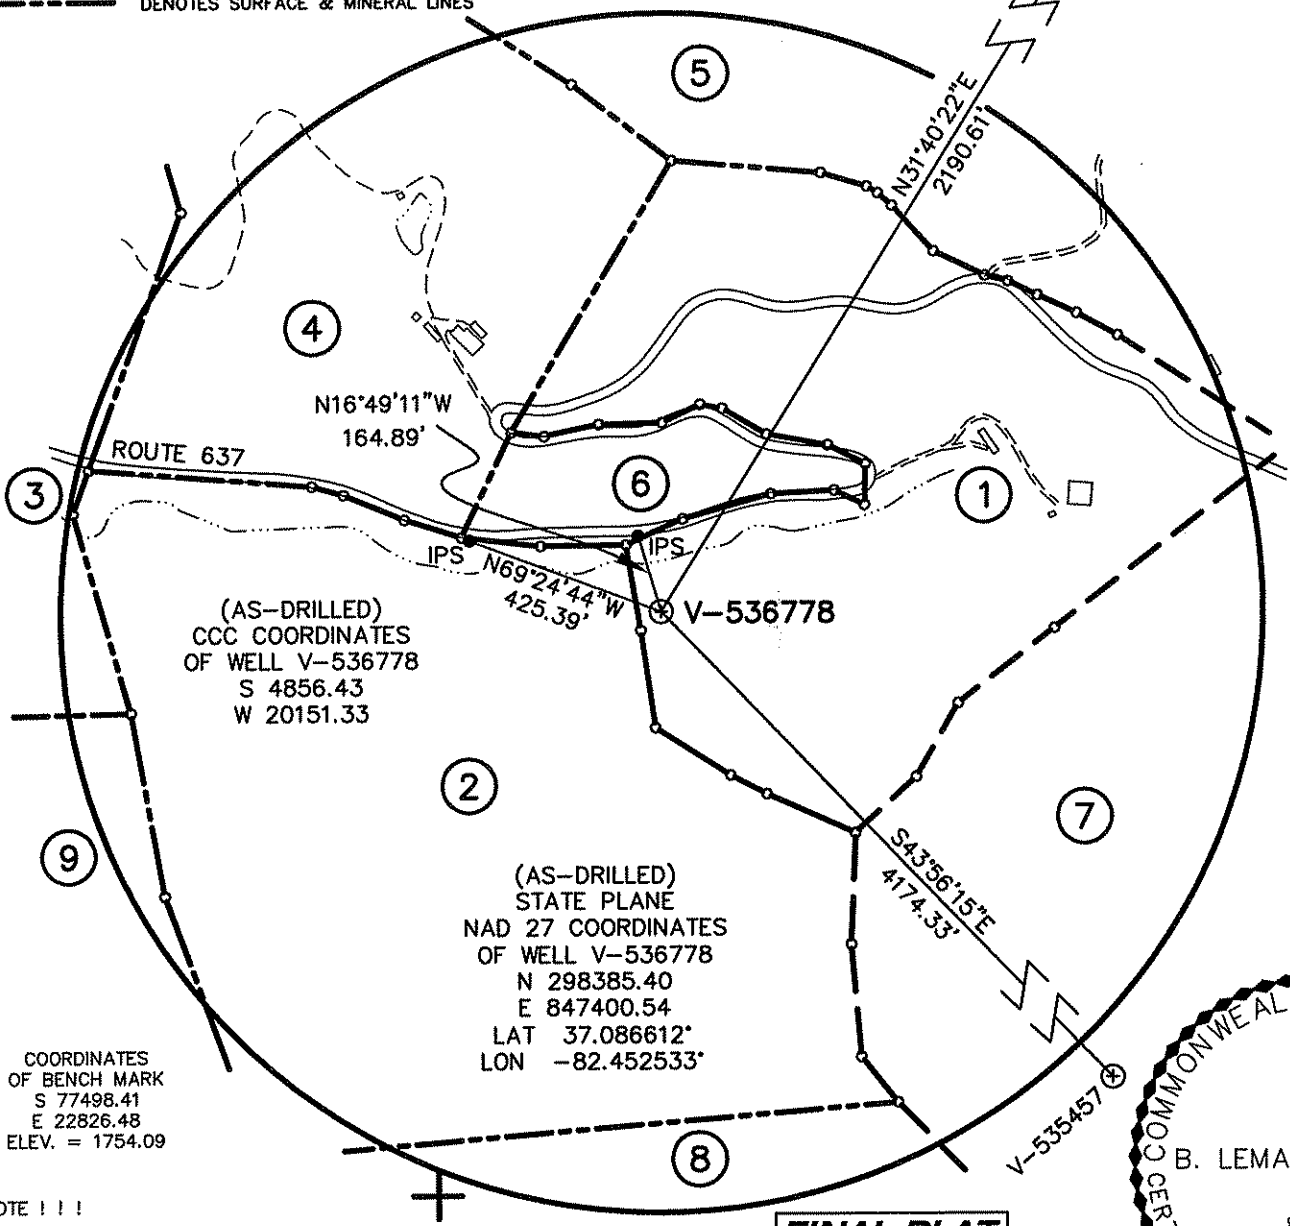 DENOTES SURFACE & MINERAL LINES
5
N31°40'22"E
2190.61'
4
N16°49'11"W
164.89'
ROUTE 637
3
6
1
IPS
IPS
N69°24'44"W
425.39'
V-536778
(AS-DRILLED)
CCC COORDINATES
OF WELL V-536778
S 4856.43
W 20151.33
2
7
9
S43°56'15"E
4174.33'
(AS-DRILLED)
STATE PLANE
NAD 27 COORDINATES
OF WELL V-536778
N 298385.40
E 847400.54
LAT 37.086612°
LON -82.452533°
COORDINATES
OF BENCH MARK
S 77498.41
E 22826.48
ELEV. = 1754.09
V-535457
8
COMMONWEAL
B. LEMA
CER
OTE ! ! !
FINAL PLAT